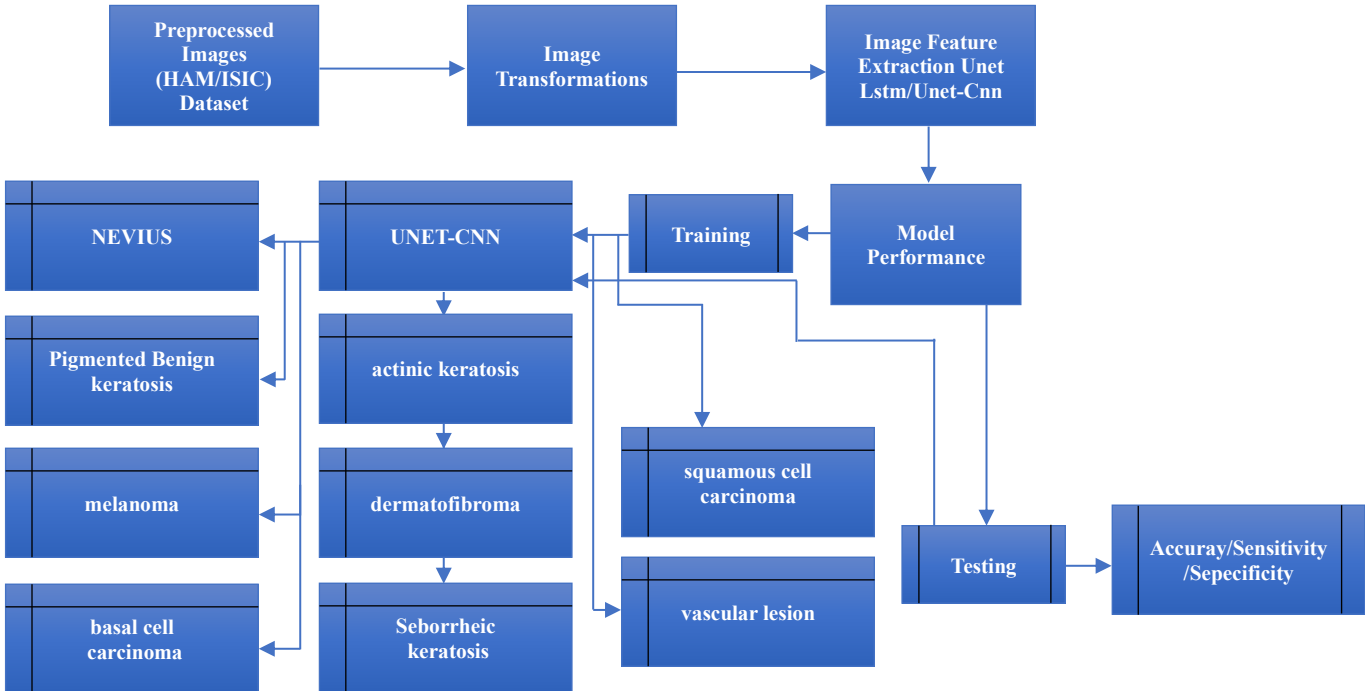 Preprocessed
Images
(HAM/ISIC)
Dataset
Image
Transformations
Image Feature
Extraction Unet
Lstm/Unet-Cnn
NEVIUS
UNET-CNN
Training
Model
Performance
Pigmented Benign
keratosis
actinic keratosis
melanoma
dermatofibroma
squamous cell
carcinoma
Testing
Accuray/Sensitivity
/Sepecificity
basal cell
carcinoma
Seborrheic
keratosis
vascular lesion